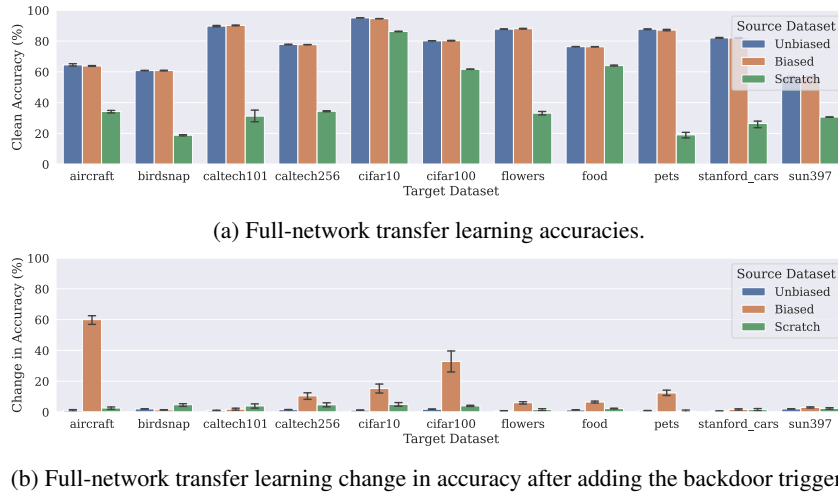 100
80
60
40
20
0
Clean Accuracy (%)
Source Dataset
Unbiased
Biased
Scratch
aircraft birdsnap caltech101 caltech256 cifar10 cifar100 flowers food pets stanford_cars sun397
Target Dataset
(a) Full-network transfer learning accuracies.
100
80
60
40
20
0
Change in Accuracy (%)
Source Dataset
Unbiased
Biased
Scratch
aircraft birdsnap caltech101 caltech256 cifar10 cifar100 flowers food pets stanford_cars sun397
Target Dataset
(b) Full-network transfer learning change in accuracy after adding the backdoor trigger